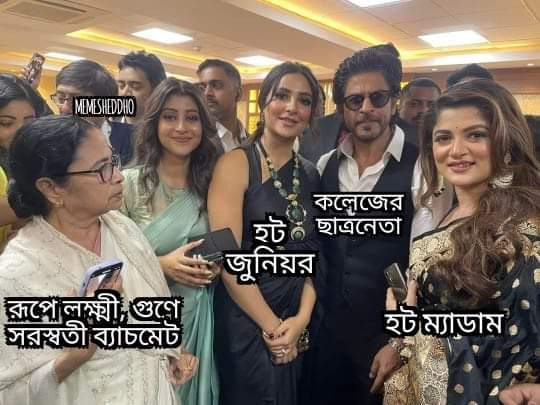 MEMESHEDDHO
কলেজের
ছাত্রনেতা
হট
জুনিয়র
রূপে লক্ষ্মী, গুণে
সরস্বতী ব্যাচমেট
হট ম্যাডাম